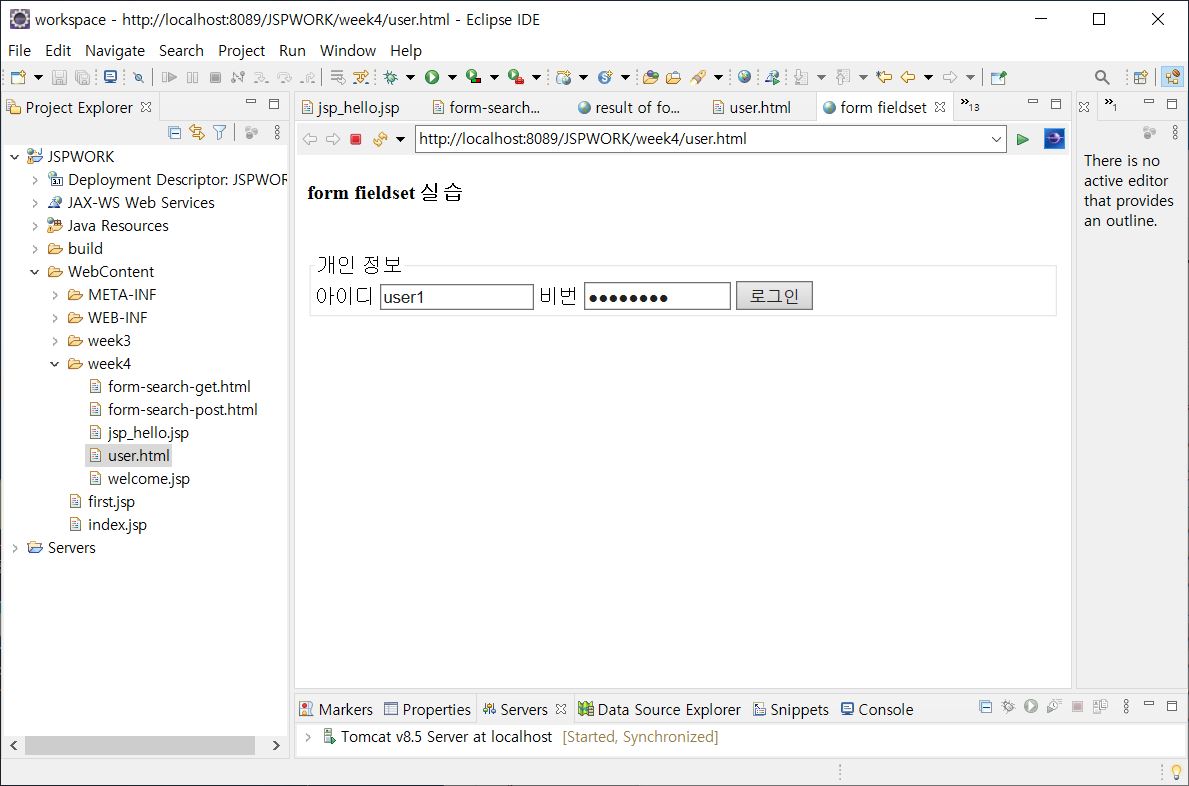 workspace - http://localhost:8089/JSPWORK/week4/user.html - Eclipse IDE
File Edit Navigate Search Project Run Window Help
Project Explorer
jsp_hello.jsp form-search... result of fo... user.html form fieldset »13
»1
http://localhost:8089/JSPWORK/week4/user.html
JSPWORK
Deployment Descriptor: JSPWOR
JAX-WS Web Services
Java Resources
build
WebContent
META-INF
WEB-INF
week3
week4
form-search-get.html
form-search-post.html
jsp_hello.jsp
user.html
welcome.jsp
first.jsp
index.jsp
Servers
form fieldset 실습
개인 정보
아이디 user1 비번 ●●●●●●●● 로그인
There is no
active editor
that provides
an outline.
Markers Properties Servers Data Source Explorer Snippets Console
Tomcat v8.5 Server at localhost [Started, Synchronized]